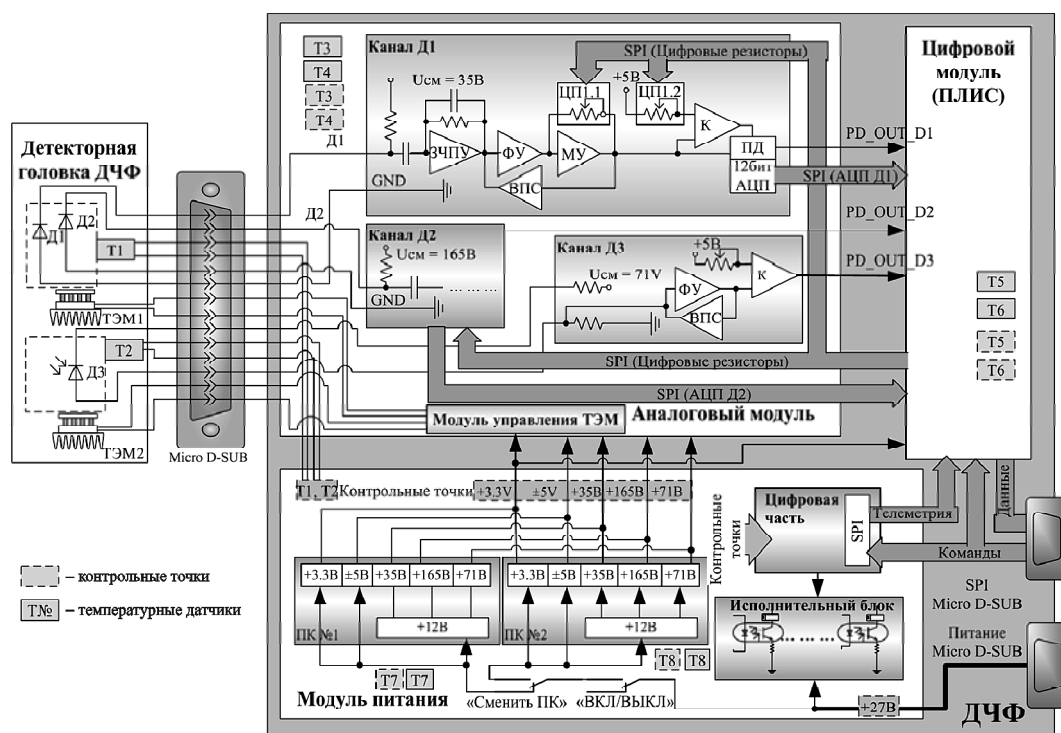 Детекторная
головка ДЧФ
Д1
Д2
Т1
ТЭМ1
Т2
Д3
ТЭМ2
Micro D-SUB
– контрольные точки
Т№ – температурные датчики
Т3
Т4
Т3
Т4
Канал Д1
Uсм = 35В
SPI (Цифровые резисторы)
ЦП1.1
+5В
ЦП1.2
Д1
ЗЧПУ
ФУ
МУ
К
ВПС
GND
ПД
12бит
АЦП
SPI (АЦП Д1)
PD_OUT_D1
PD_OUT_D2
PD_OUT_D3
Цифровой
модуль
(ПЛИС)
Т5
Т6
Т5
Т6
Д2
Канал Д2
Uсм = 165В
GND
... ... ...
Канал Д3
Uсм = 71V
+5В
ФУ
ВПС
К
SPI (Цифровые резисторы)
SPI (АЦП Д2)
Модуль управления ТЭМ
Аналоговый модуль
Т1, Т2
Контрольные точки
+3.3V ±5V +35В +165В +71В
Контрольные
точки
Цифровая
часть
SPI
Телеметрия
Данные
Команды
SPI
Micro D-SUB
+3.3В ±5В +35В +165В +71В
+12В
ПК №1
+3.3В ±5В +35В +165В +71В
+12В
ПК №2
Исполнительный блок
... ... ...
Питание
Micro D-SUB
Т7 Т7
Т8 Т8
Модуль питания
«Сменить ПК» «ВКЛ/ВЫКЛ»
+27В
ДЧФ